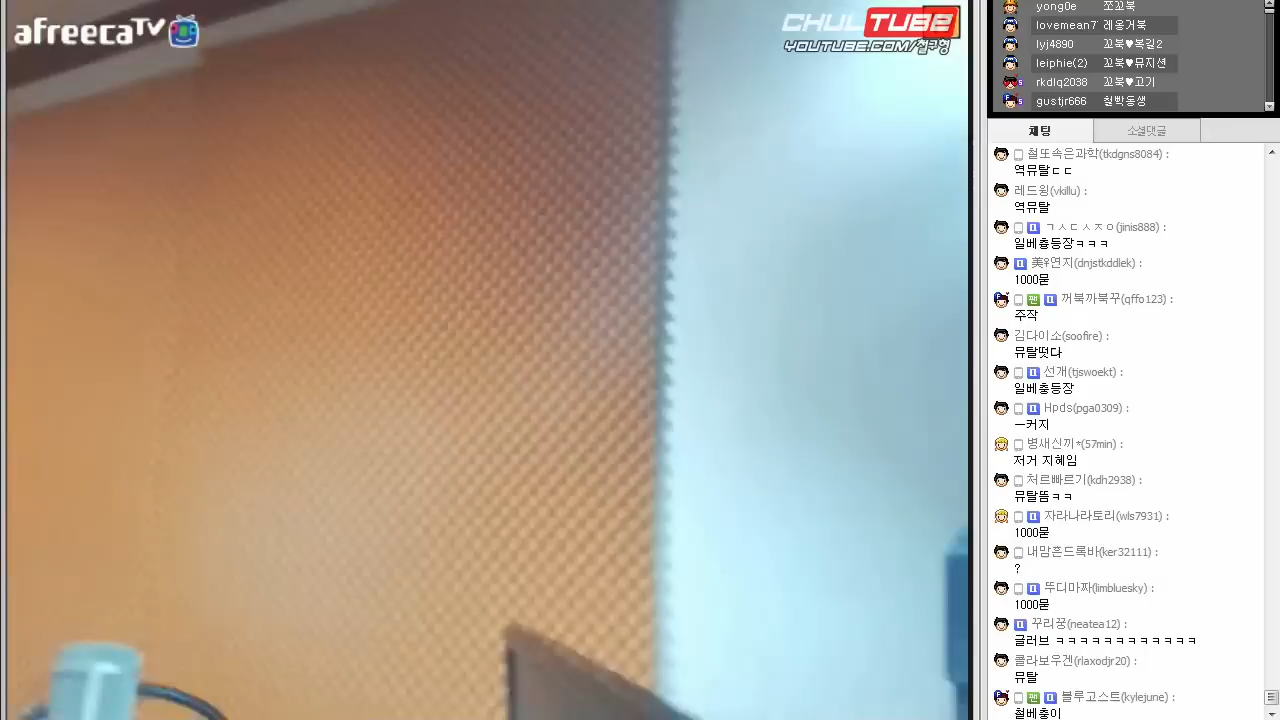 afreecaTV
CHULTUBE
YOUTUBE.COM/철구형
yong0e 쪼꼬북
lovemean7 레옹거북
lyj4890 꼬북♥북길2
leiphie(2) 꼬북♥뮤지션
rkdlq2038 꼬북♥고기
gustjr666 철빡동생
채팅 소셜댓글
철또속은과학(tkdgns8084) :
역뮤탈ㄷㄷ
레드윙(vkillu) :
역뮤탈
ㄱㅅㄷㅅㅈㅇ(jinis888) :
일베충등장ㅋㅋㅋ
美우연지(dnjstkddlek) :
1000묻
꺼북까북꾸(qffo123) :
주작
김다이소(soofire) :
뮤탈떳다
선개(tjswoekt) :
일베충등장
Hpds(pga0309) :
ㅡ커지
병새신끼*(57min) :
저거 지혜임
처르빠르기(kdh2938) :
뮤탈뜸ㅋㅋ
자라나라토리(wls7931) :
1000묻
내맘흔드록바(ker32111) :
?
뚜디마짜(limbluesky) :
1000묻
꾸리꿍(neatea12) :
글러브 ㅋㅋㅋㅋㅋㅋㅋㅋㅋㅋㅋㅋ
콜라보우겐(rlaxodjr20) :
뮤탈
블루고스트(kylejune) :
철베충이